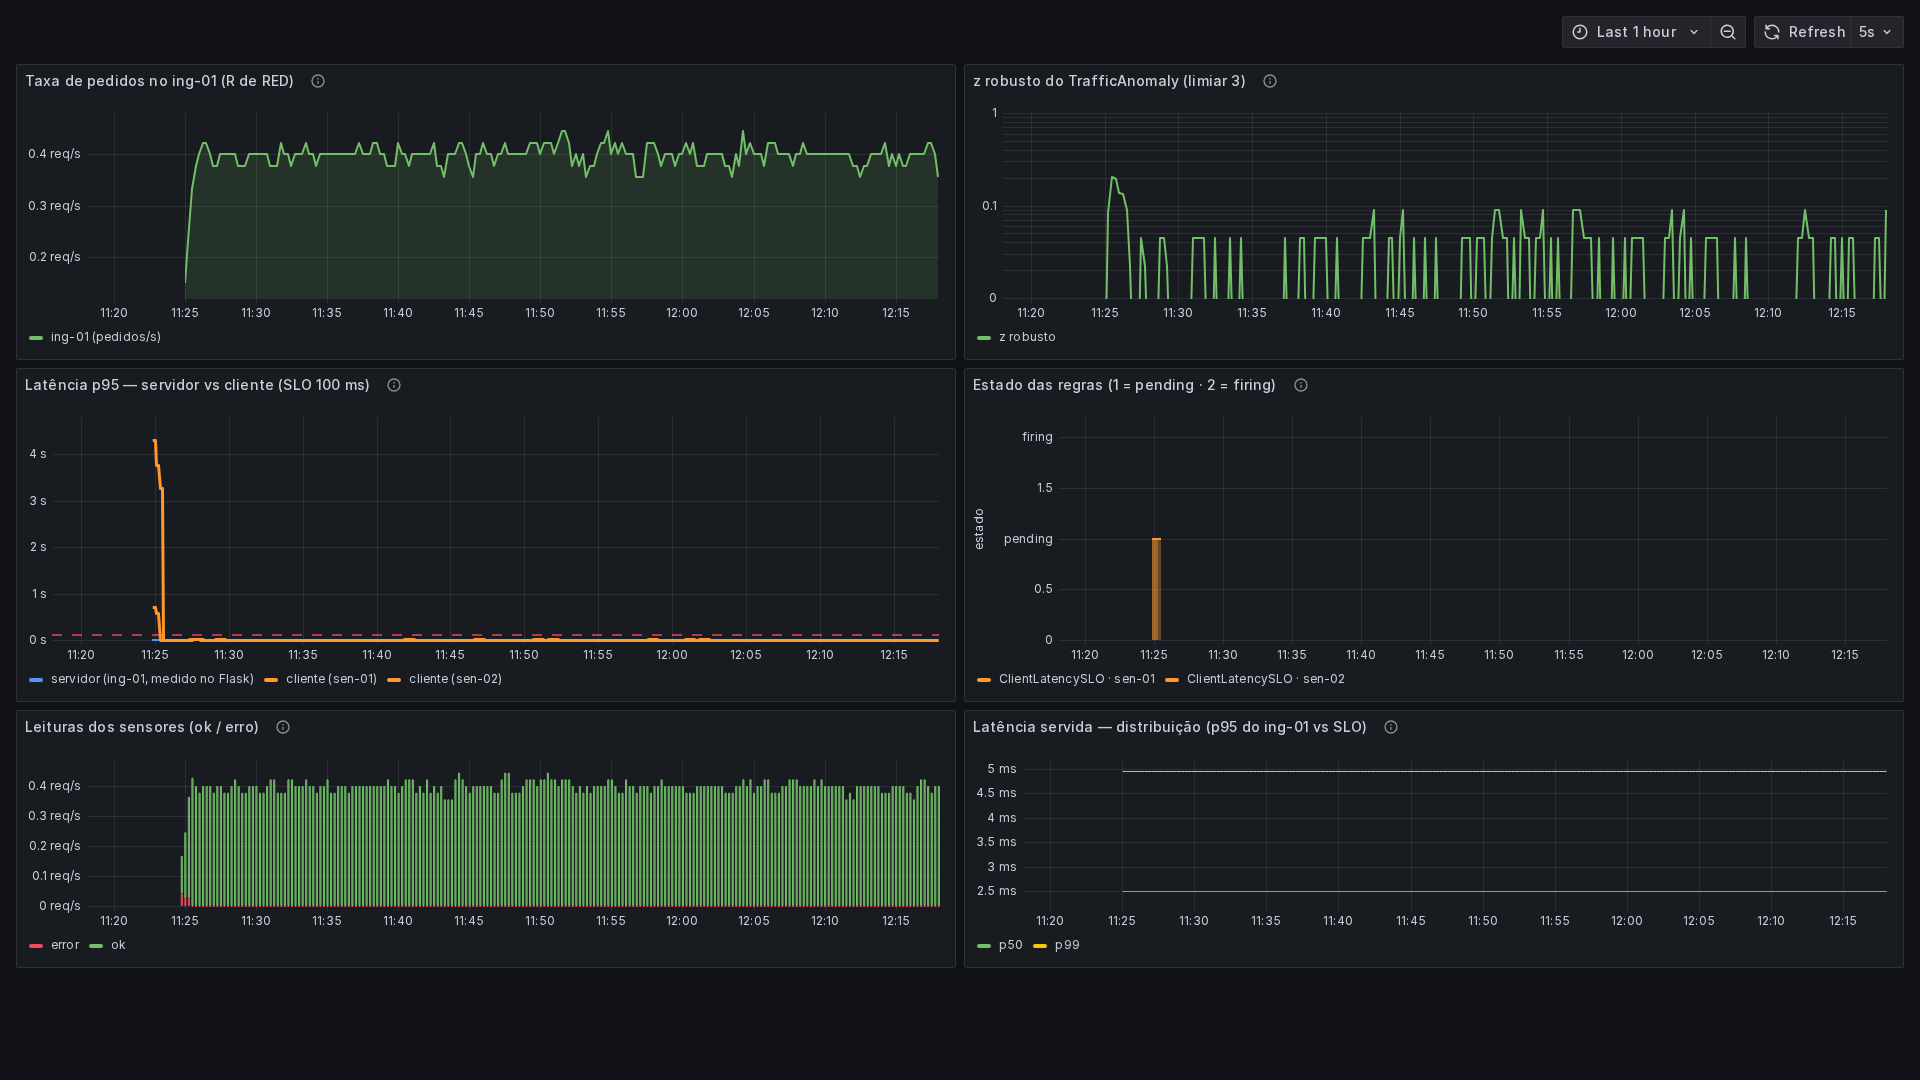 Last 1 hour
Refresh
5s
Taxa de pedidos no ing-01 (R de RED)
0.4 req/s
0.3 req/s
0.2 req/s
11:20 11:25 11:30 11:35 11:40 11:45 11:50 11:55 12:00 12:05 12:10 12:15
ing-01 (pedidos/s)
z robusto do TrafficAnomaly (limiar 3)
1
0.1
0
11:20 11:25 11:30 11:35 11:40 11:45 11:50 11:55 12:00 12:05 12:10 12:15
z robusto
Latência p95 — servidor vs cliente (SLO 100 ms)
4 s
3 s
2 s
1 s
0 s
11:20 11:25 11:30 11:35 11:40 11:45 11:50 11:55 12:00 12:05 12:10 12:15
servidor (ing-01, medido no Flask) cliente (sen-01) cliente (sen-02)
Estado das regras (1 = pending · 2 = firing)
estado
firing
1.5
pending
0.5
0
11:20 11:25 11:30 11:35 11:40 11:45 11:50 11:55 12:00 12:05 12:10 12:15
ClientLatencySLO · sen-01 ClientLatencySLO · sen-02
Leituras dos sensores (ok / erro)
0.4 req/s
0.3 req/s
0.2 req/s
0.1 req/s
0 req/s
11:20 11:25 11:30 11:35 11:40 11:45 11:50 11:55 12:00 12:05 12:10 12:15
error ok
Latência servida — distribuição (p95 do ing-01 vs SLO)
5 ms
4.5 ms
4 ms
3.5 ms
3 ms
2.5 ms
11:20 11:25 11:30 11:35 11:40 11:45 11:50 11:55 12:00 12:05 12:10 12:15
p50 p99